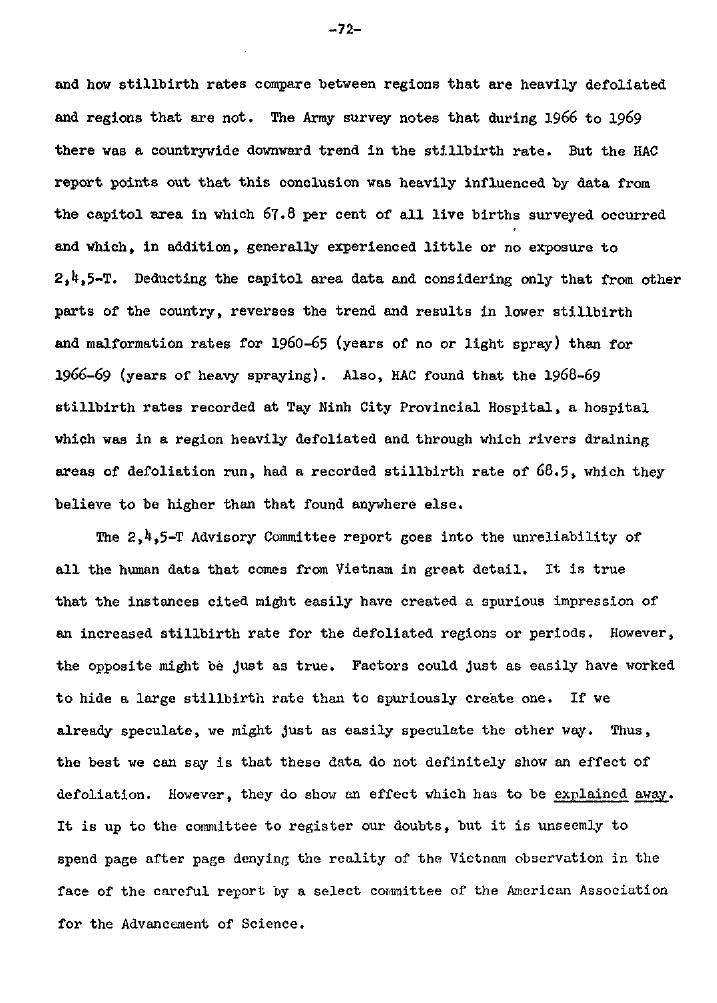 -72-
and how stillbirth rates compare between regions that are heavily defoliated
and regions that are not. The Army survey notes that during 1966 to 1969
there was a countrywide downward trend in the stillbirth rate. But the HAC
report points out that this conclusion was heavily influenced by data from
the capitol area in which 67.8 per cent of all live births surveyed occurred
and which, in addition, generally experienced little or no exposure to
2,4,5-T. Deducting the capitol area data and considering only that from other
parts of the country, reverses the trend and results in lower stillbirth
and malformation rates for 1960-65 (years of no or light spray) than for
1966-69 (years of heavy spraying). Also, HAC found that the 1968-69
stillbirth rates recorded at Tay Ninh City Provincial Hospital, a hospital
which was in a region heavily defoliated and through which rivers draining
areas of defoliation run, had a recorded stillbirth rate of 68.5, which they
believe to be higher than that found anywhere else.
The 2,4,5-T Advisory Committee report goes into the unreliability of
all the human data that comes from Vietnam in great detail. It is true
that the instances cited might easily have created a spurious impression of
an increased stillbirth rate for the defoliated regions or periods. However,
the opposite might be just as true. Factors could just as easily have worked
to hide a large stillbirth rate than to spuriously create one. If we
already speculate, we might just as easily speculate the other way. Thus,
the best we can say is that these data do not definitely show an effect of
defoliation. However, they do show an effect which has to be explained away.
It is up to the committee to register our doubts, but it is unseemly to
spend page after page denying the reality of the Vietnam observation in the
face of the careful report by a select committee of the American Association
for the Advancement of Science.